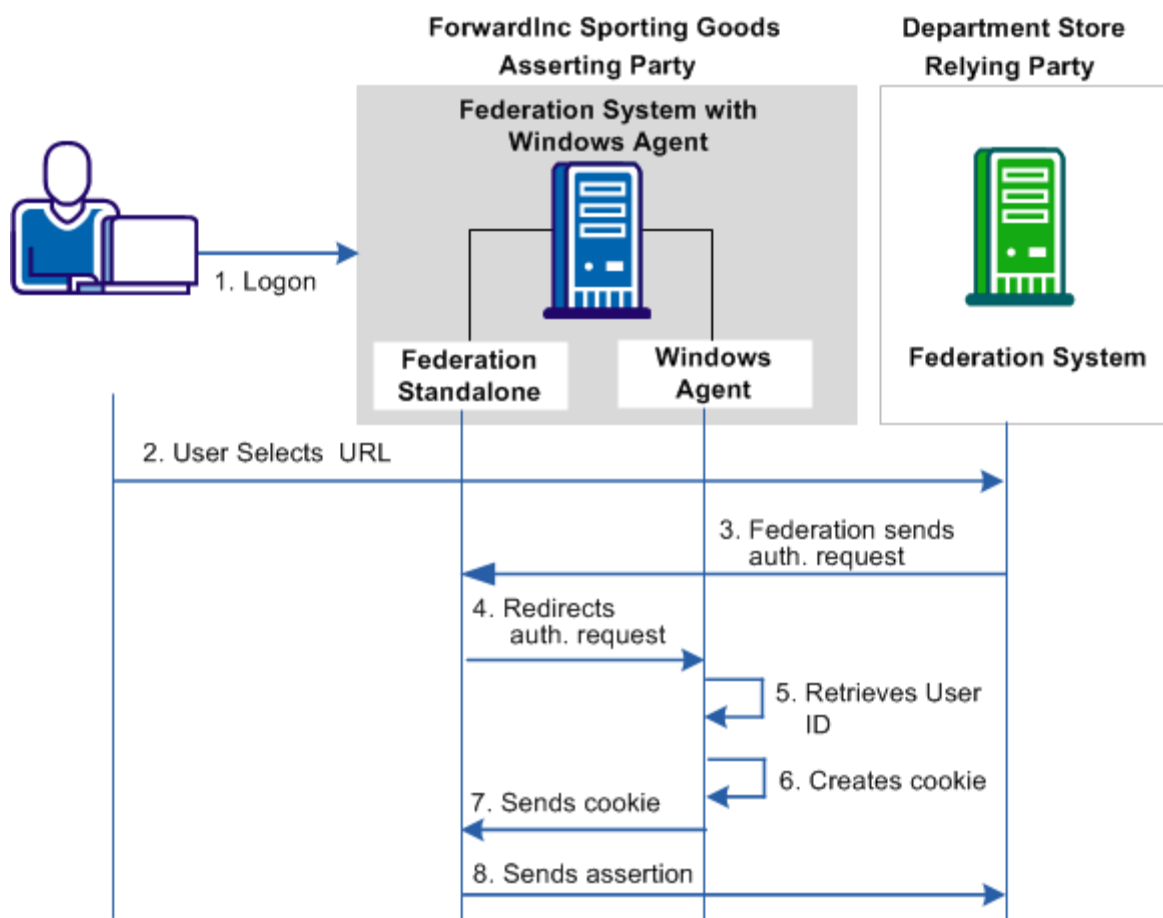 ForwardInc Sporting Goods
Asserting Party
Department Store
Relying Party
Federation System with
Windows Agent
1. Logon
Federation
Standalone
Windows
Agent
Federation System
2. User Selects URL
3. Federation sends
auth. request
4. Redirects
auth. request
5. Retrieves User
ID
6. Creates cookie
7. Sends cookie
8. Sends assertion